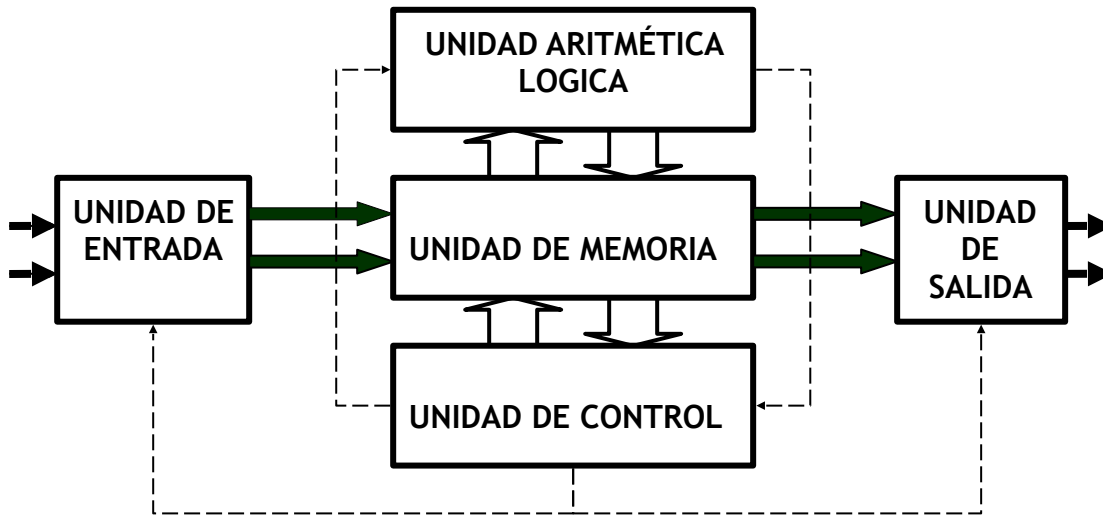 UNIDAD ARITMÉTICA
LOGICA
UNIDAD DE
ENTRADA
UNIDAD DE MEMORIA
UNIDAD
DE
SALIDA
UNIDAD DE CONTROL